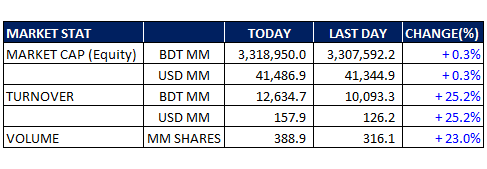 MARKET STAT TODAY LAST DAY CHANGE(%)
MARKET CAP (Equity) BDT MM 3,318,950.0 3,307,592.2 + 0.3%
USD MM 41,486.9 41,344.9 + 0.3%
TURNOVER BDT MM 12,634.7 10,093.3 + 25.2%
USD MM 157.9 126.2 + 25.2%
VOLUME MM SHARES 388.9 316.1 + 23.0%